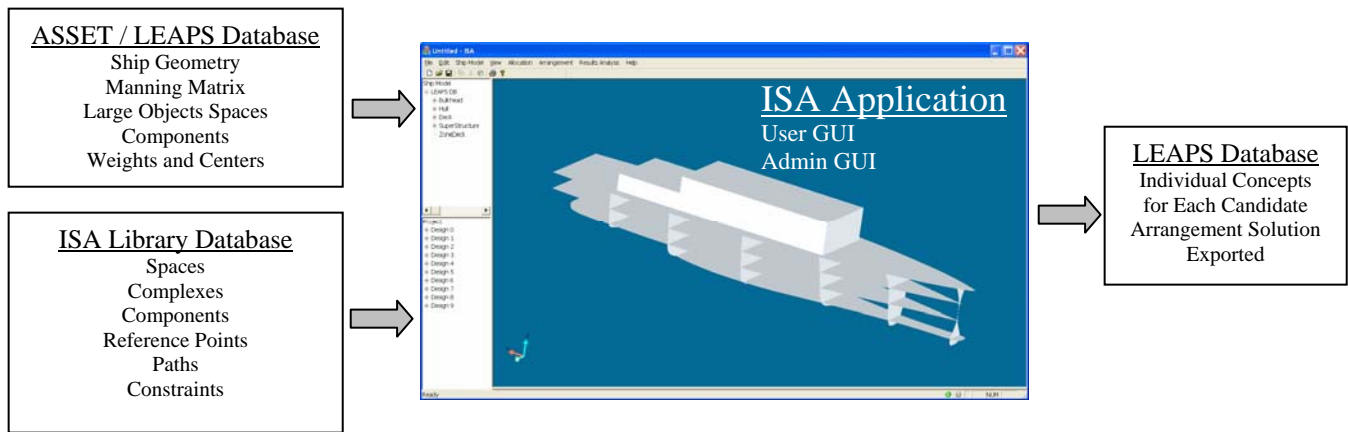 ASSET / LEAPS Database
Ship Geometry
Manning Matrix
Large Objects Spaces
Components
Weights and Centers
ISA Library Database
Spaces
Complexes
Components
Reference Points
Paths
Constraints
Untitled - ISA
File Edit Ship Model View Allocation Arrangement Results Analysis Help
Ship Model
LEAPS DB
Bulkhead
Hull
Deck
SuperStructure
ZoneDeck
Project
Design 0
Design 1
Design 2
Design 3
Design 4
Design 5
Design 6
Design 7
Design 8
Design 9
Ready
NUM
ISA Application
User GUI
Admin GUI
LEAPS Database
Individual Concepts
for Each Candidate
Arrangement Solution
Exported